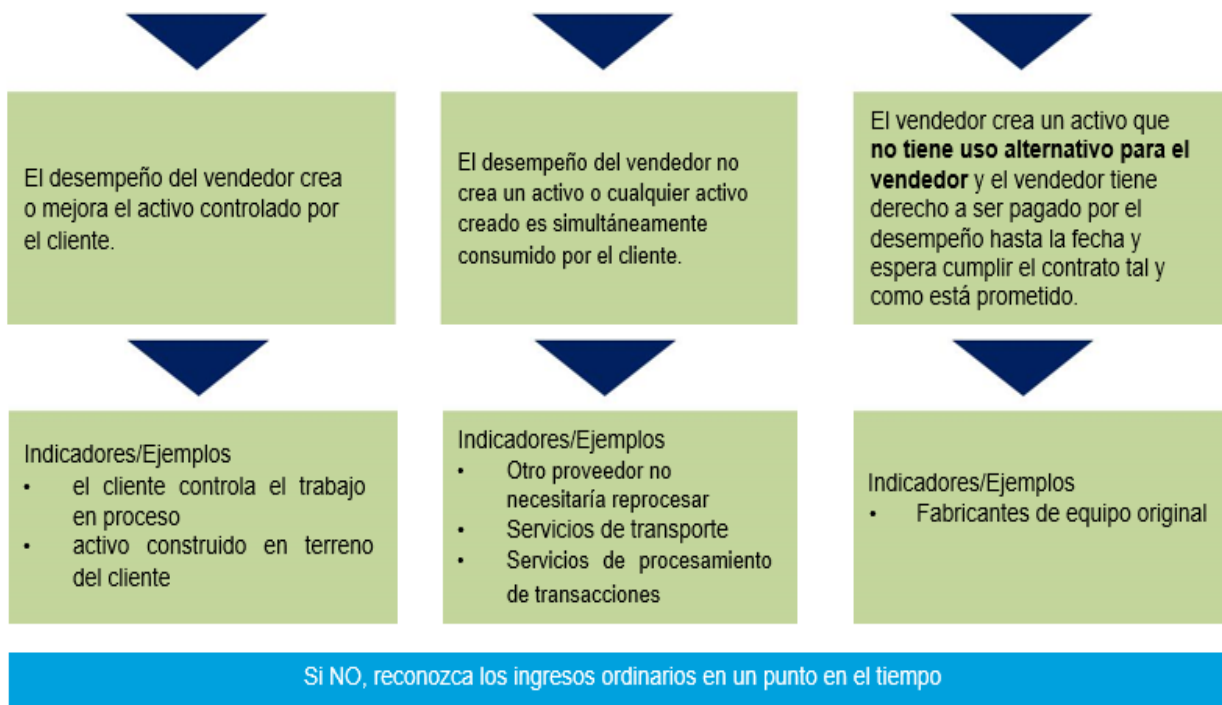 El desempeño del vendedor crea
o mejora el activo controlado por
el cliente.
El desempeño del vendedor no
crea un activo o cualquier activo
creado es simultáneamente
consumido por el cliente.
El vendedor crea un activo que
no tiene uso alternativo para el
vendedor y el vendedor tiene
derecho a ser pagado por el
desempeño hasta la fecha y
espera cumplir el contrato tal y
como está prometido.
Indicadores/Ejemplos
• el cliente controla el trabajo
en proceso
• activo construido en terreno
del cliente
Indicadores/Ejemplos
• Otro proveedor no
necesitaría reprocesar
• Servicios de transporte
• Servicios de procesamiento
de transacciones
Indicadores/Ejemplos
• Fabricantes de equipo original
Si NO, reconozca los ingresos ordinarios en un punto en el tiempo